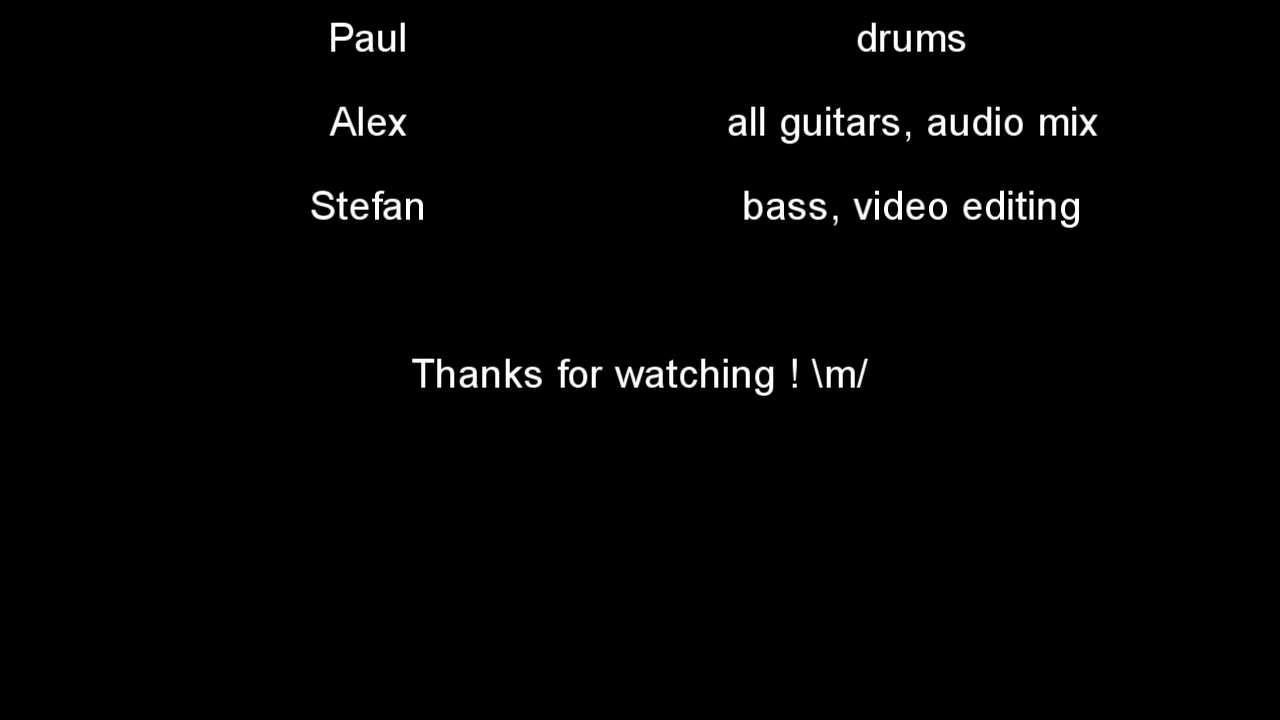 Paul drums
Alex all guitars, audio mix
Stefan bass, video editing
Thanks for watching ! \m/